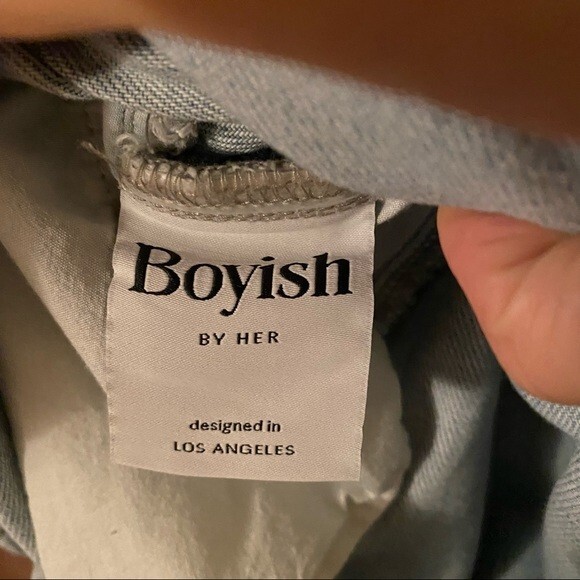 Boyish
BY HER
designed in
LOS ANGELES